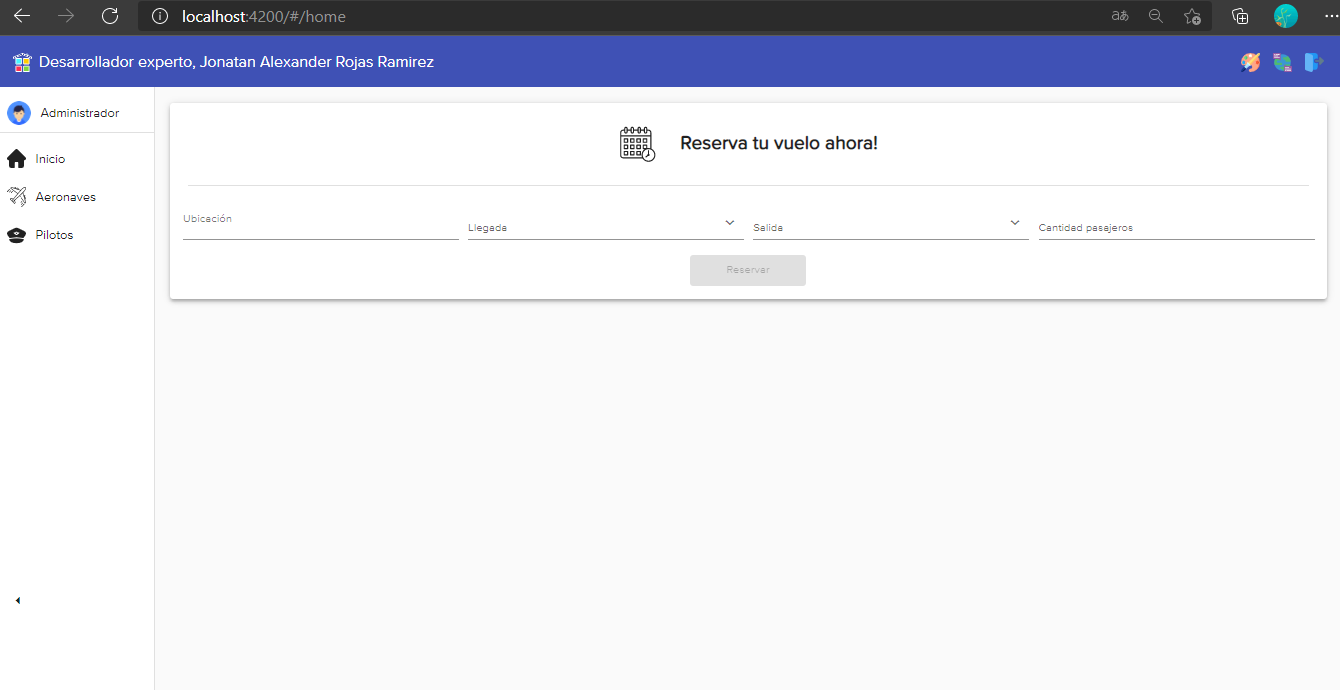 localhost:4200/#/home
Desarrollador experto, Jonatan Alexander Rojas Ramirez
Administrador
Inicio
Aeronaves
Pilotos
Reserva tu vuelo ahora!
Ubicación
Llegada
Salida
Cantidad pasajeros
Reservar